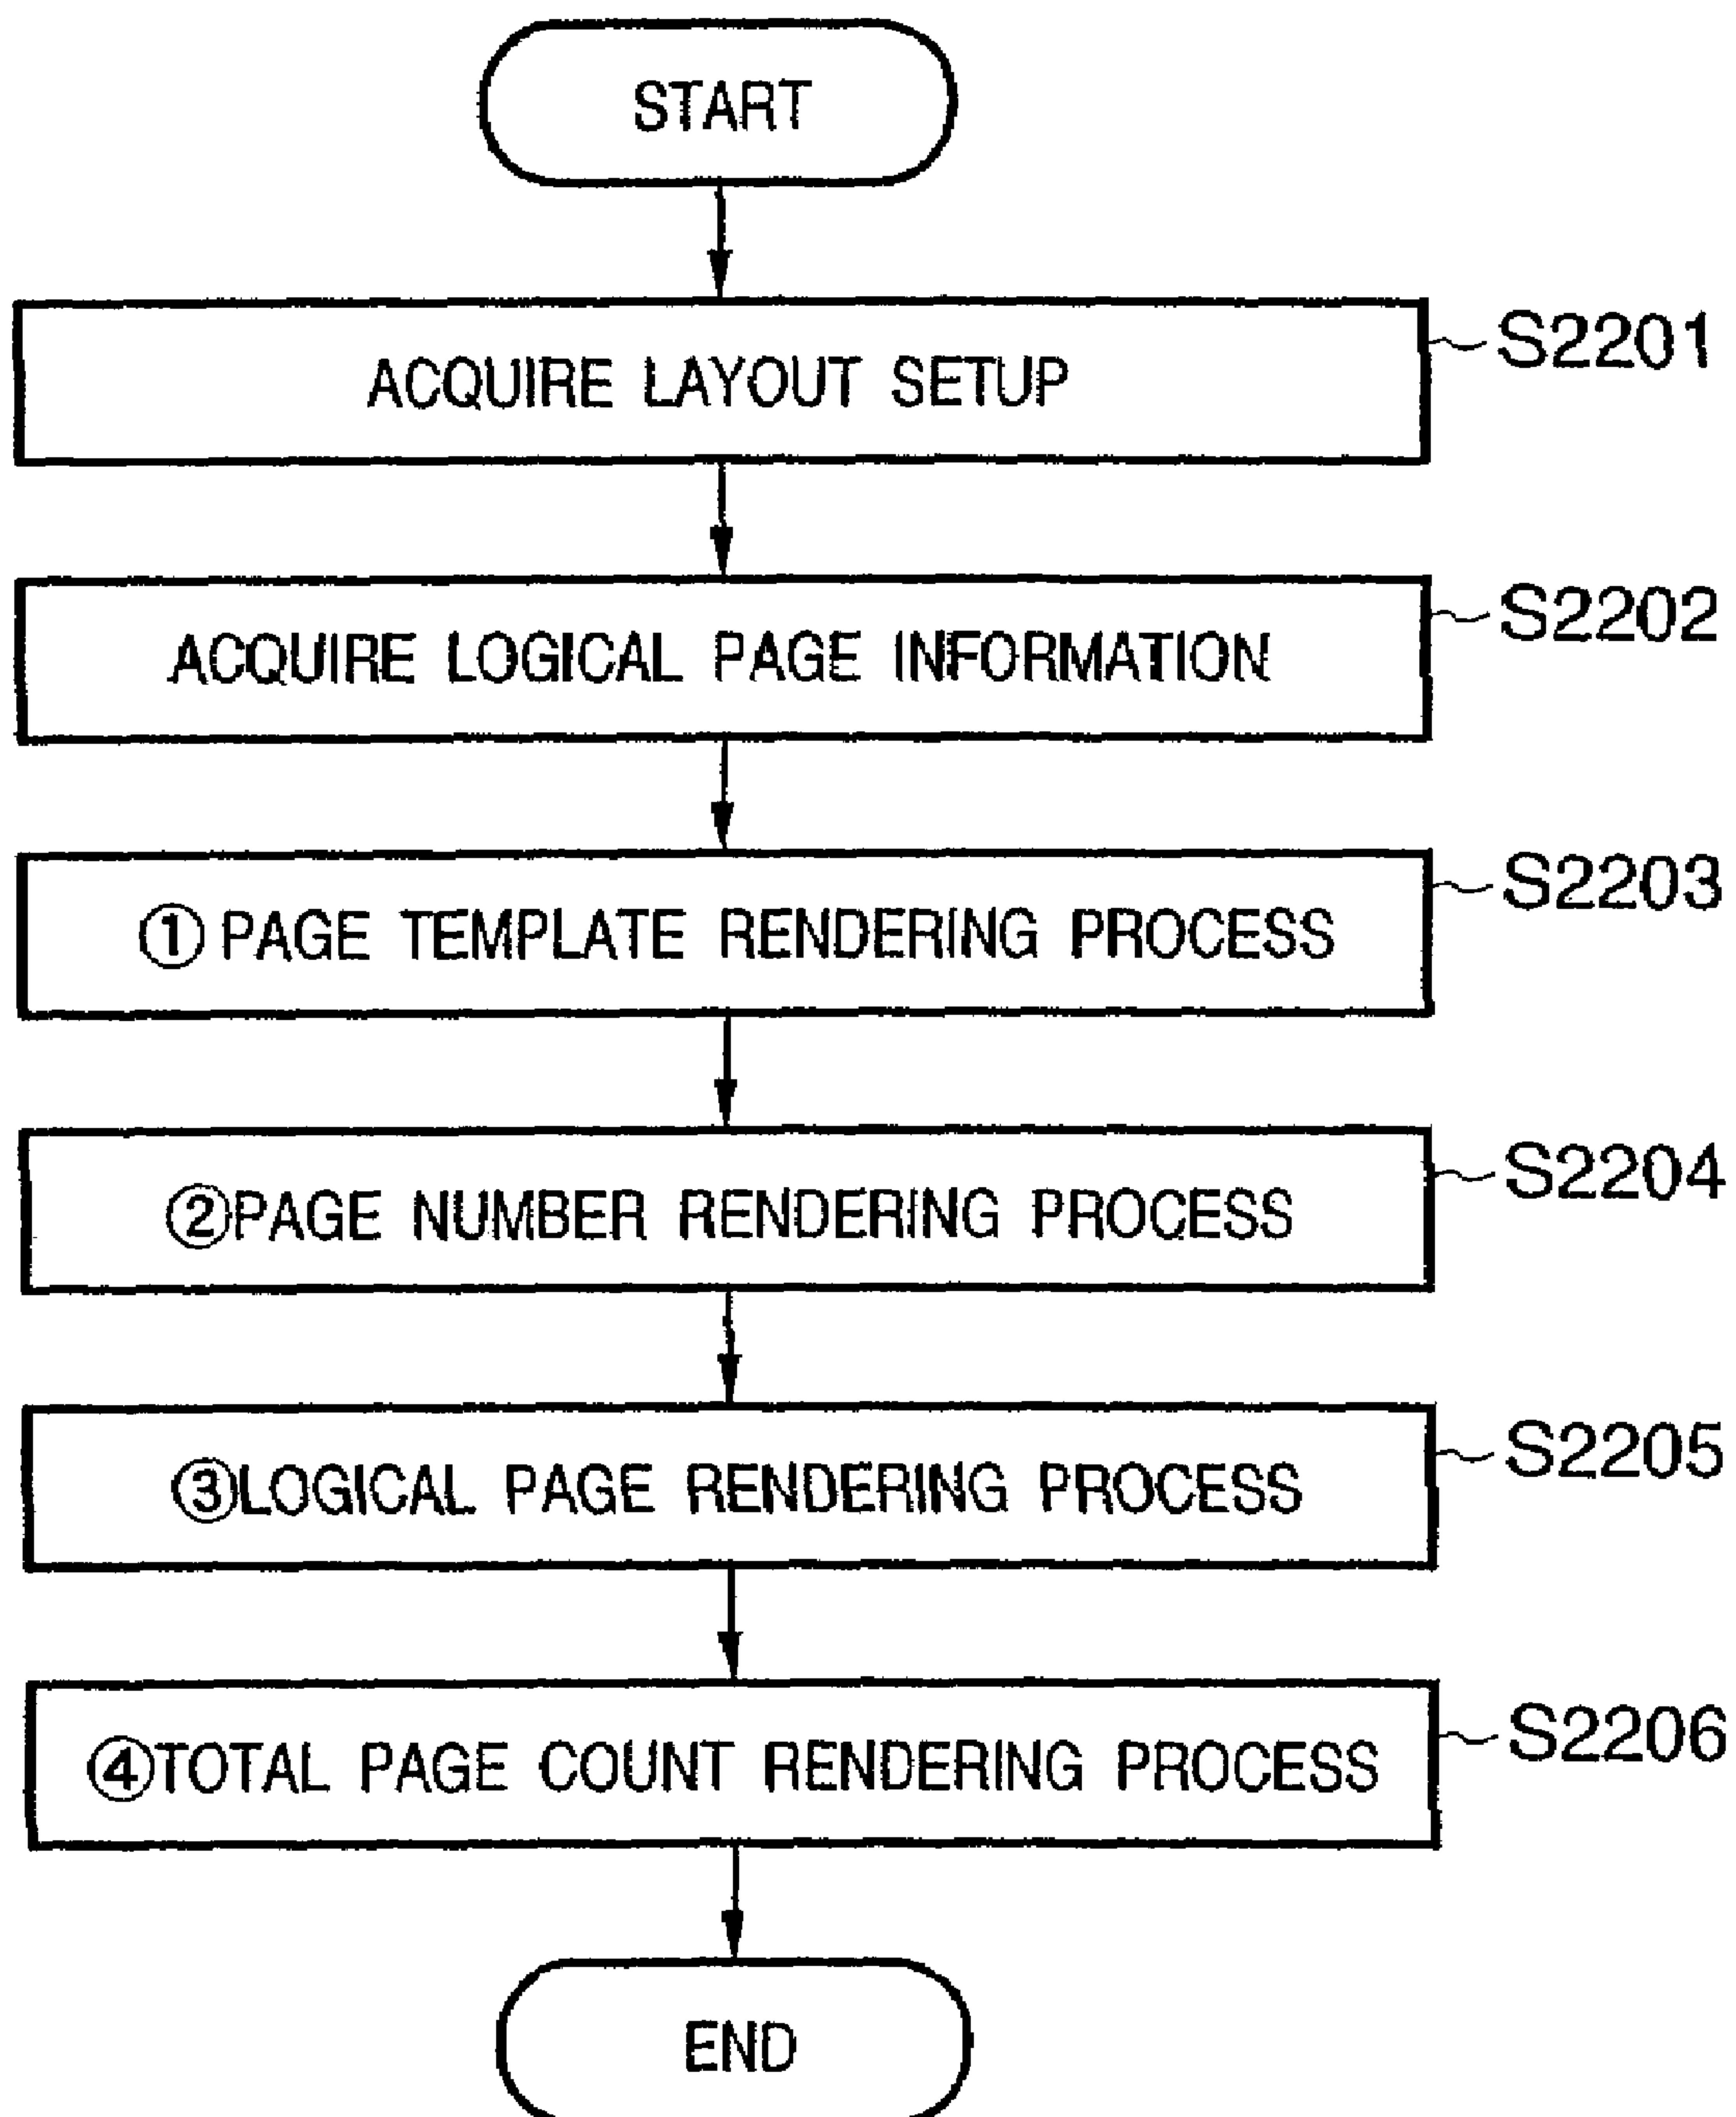 START
ACQUIRE LAYOUT SETUP
S2201
ACQUIRE LOGICAL PAGE INFORMATION
S2202
① PAGE TEMPLATE RENDERING PROCESS
S2203
②PAGE NUMBER RENDERING PROCESS
S2204
③LOGICAL PAGE RENDERING PROCESS
S2205
④TOTAL PAGE COUNT RENDERING PROCESS
S2206
END